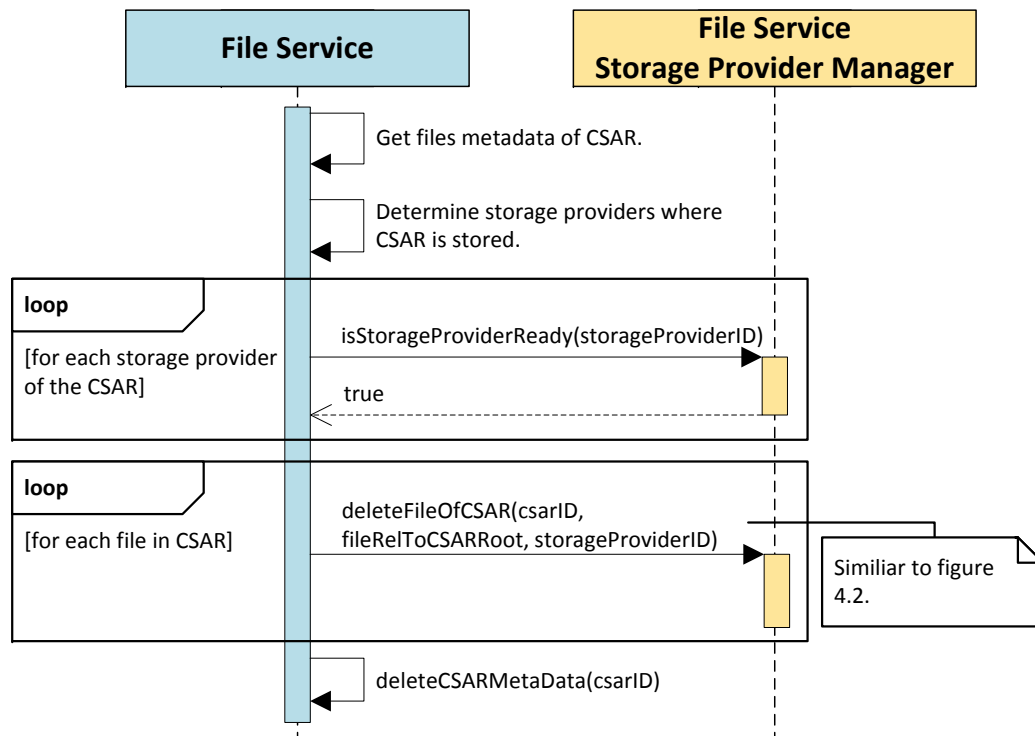 File Service
File Service
Storage Provider Manager
Get files metadata of CSAR.
Determine storage providers where
CSAR is stored.
loop
[for each storage provider
of the CSAR]
isStorageProviderReady(storageProviderID)
true
loop
[for each file in CSAR]
deleteFileOfCSAR(csarID,
fileRelToCSARRoot, storageProviderID)
Similiar to figure
4.2.
deleteCSARMetaData(csarID)